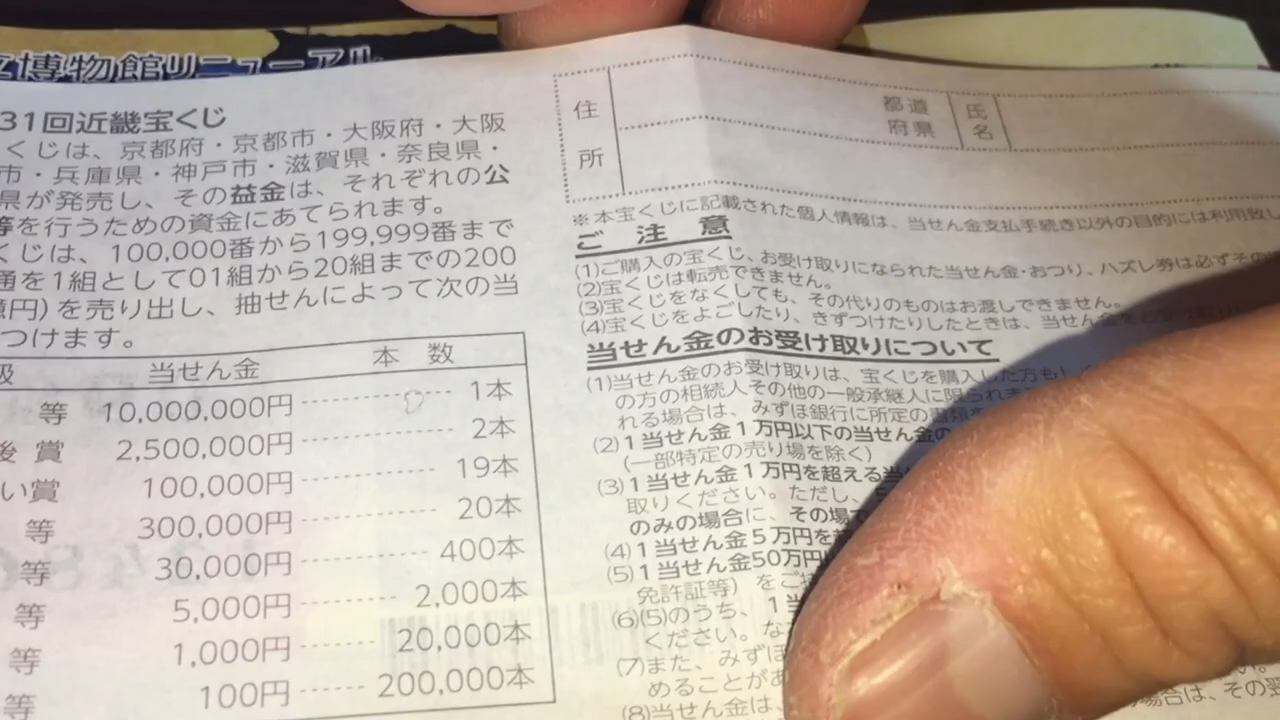 博物館リニューアル
31回近畿宝くじ
くじは、京都府・京都市・大阪府・大阪
市・兵庫県・神戸市・滋賀県・奈良県・
県が発売し、その益金は、それぞれの公
等を行うための資金にあてられます。
くじは、100,000番から199,999番まで
通を1組として01組から20組までの200
円)を売り出し、抽せんによって次の当
つけます。
級 当せん金 本数
等 10,000,000円 1本
後賞 2,500,000円 2本
い賞 100,000円 19本
等 300,000円 20本
等 30,000円 400本
等 5,000円 2,000本
等 1,000円 20,000本
等 100円 200,000本
住所 都道府県 氏名
※本宝くじに記載された個人情報は、当せん金支払手続き以外の目的には利用致し
ご注意
(1)ご購入の宝くじ、お受け取りになられた当せん金・おつり、ハズレ券は必ずその
(2)宝くじは転売できません。
(3)宝くじをなくしても、その代りのものはお渡しできません。
(4)宝くじをよごしたり、きずつけたりしたときは、当せん金を
当せん金のお受け取りについて
(1)当せん金のお受け取りは、宝くじを購入した方もしく
の方の相続人その他の一般承継人に限られ
れる場合は、みずほ銀行に所定の書類を
(2)1当せん金1万円以下の当せん金の
(一部特定の売り場を除く)
(3)1当せん金1万円を超える当
取りください。ただし、
のみの場合に、その場で
(4)1当せん金5万円を
(5)1当せん金50万円
免許証等) をご
(6)(5)のうち、1当
ください。な
(7)また、みずほ
めることがあ
(8)当せん金は、
場合は、その翌